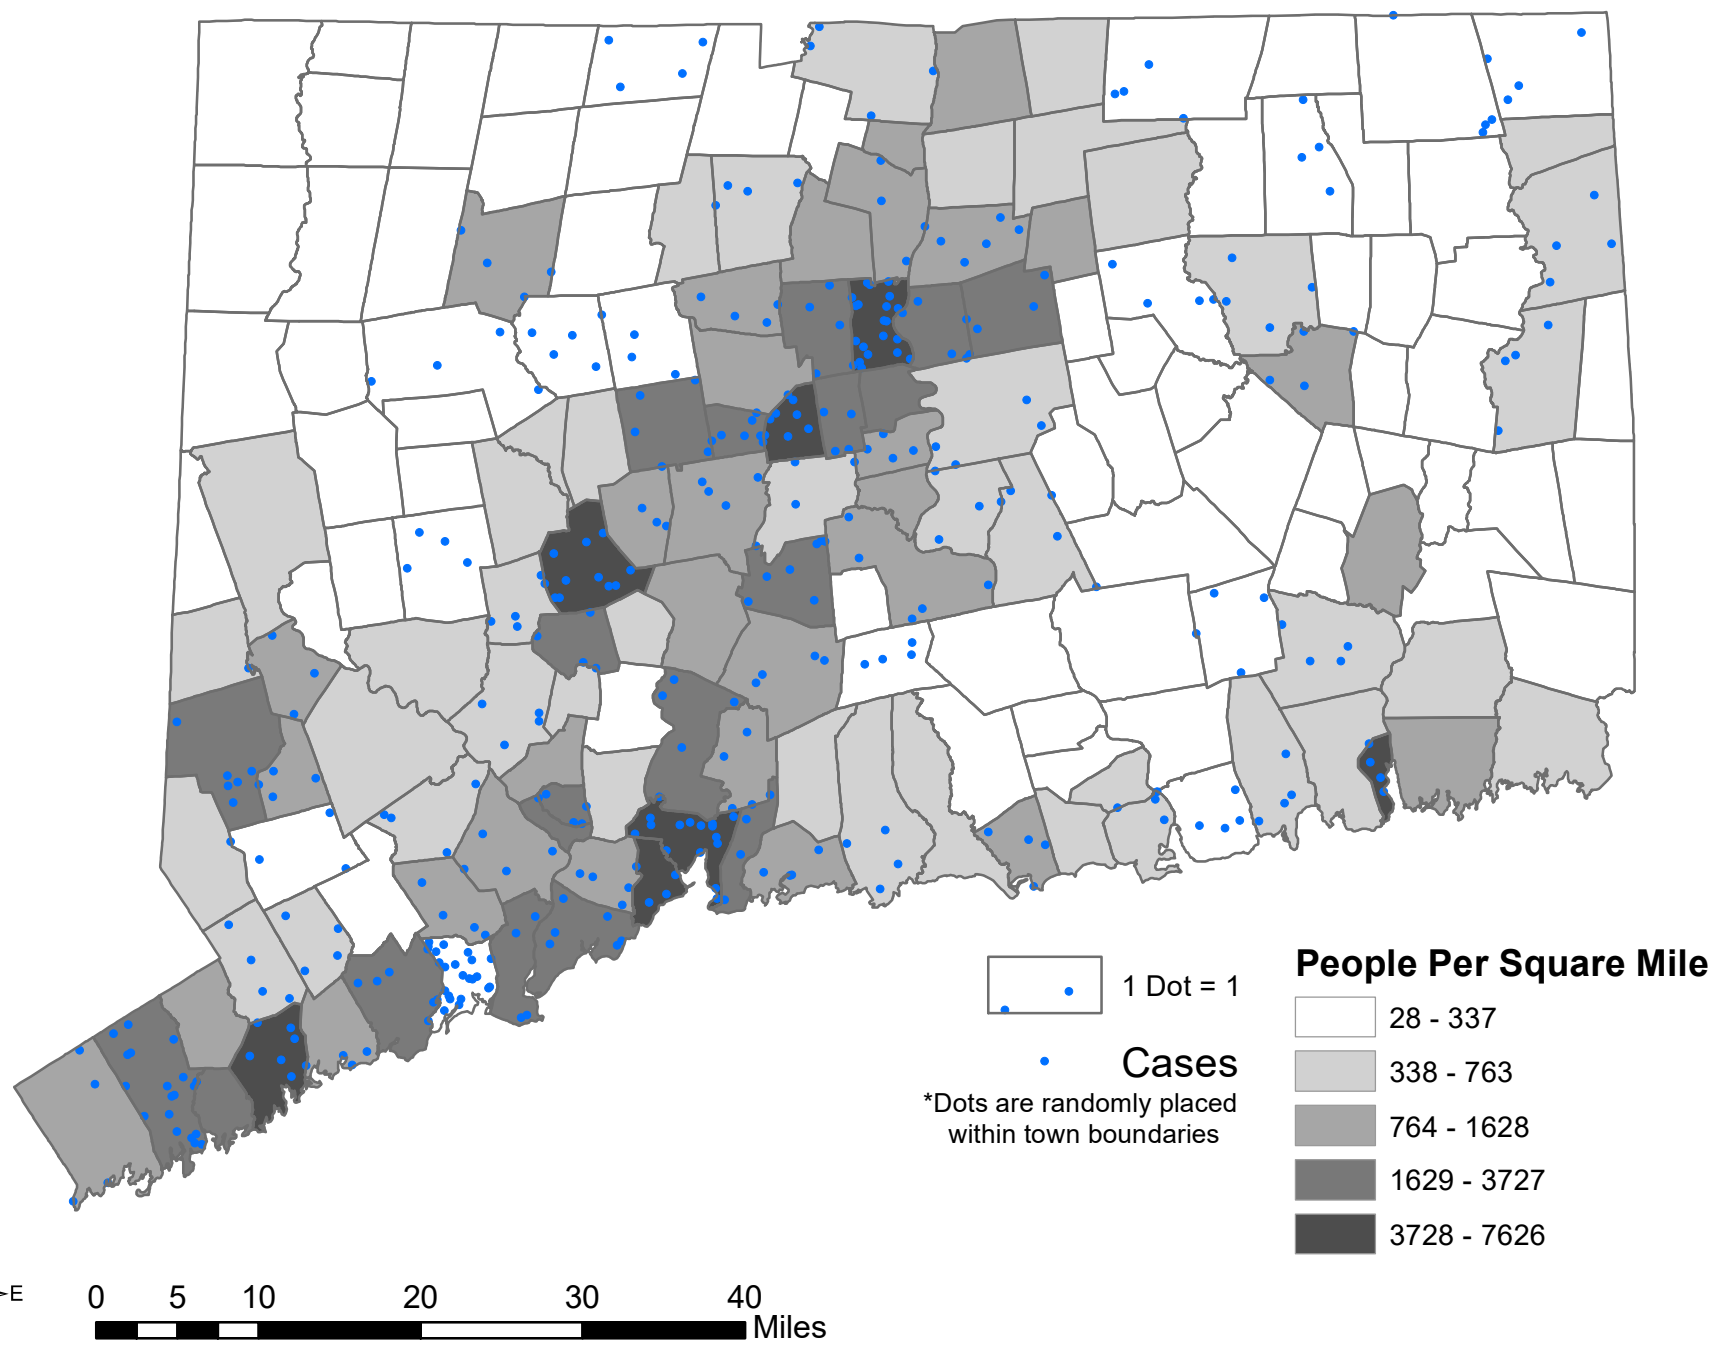 1 Dot = 1
Cases
*Dots are randomly placed
within town boundaries
People Per Square Mile
28 - 337
338 - 763
764 - 1628
1629 - 3727
3728 - 7626
E
0 5 10 20 30 40
Miles